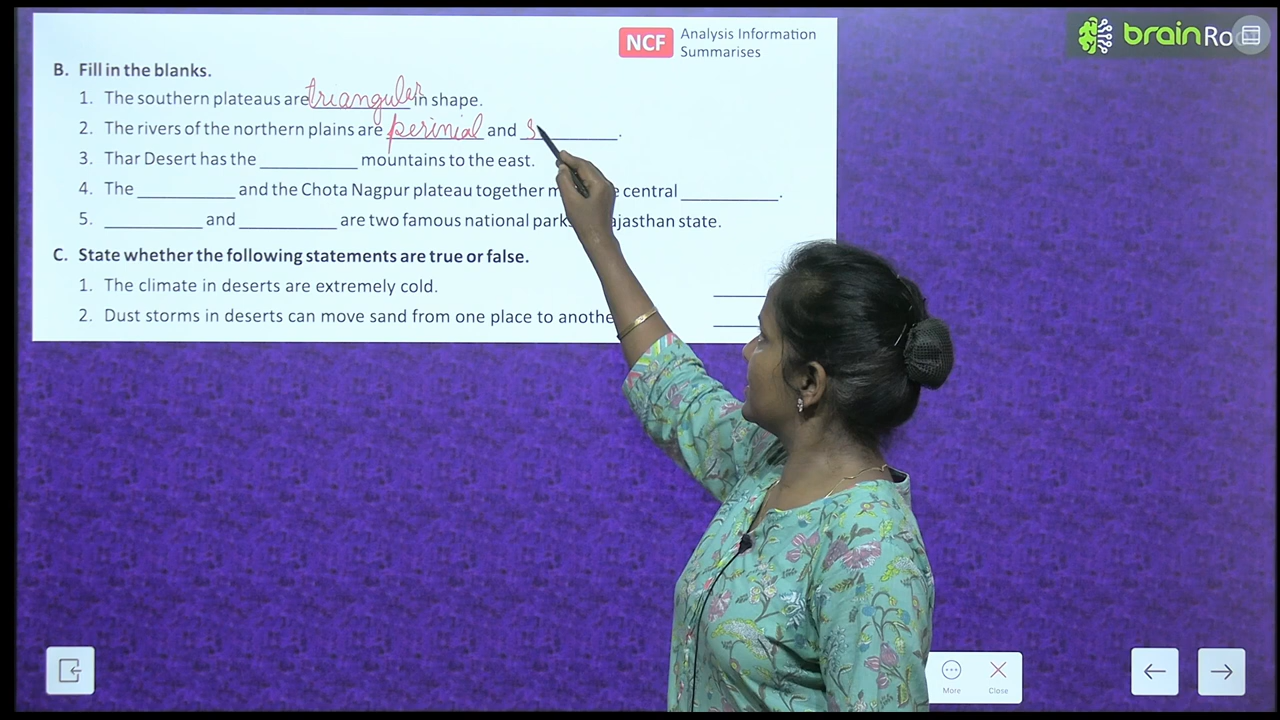 NCF Analysis Information
Summarises
brain
B. Fill in the blanks.
1. The southern plateaus are trianguler in shape.
2. The rivers of the northern plains are perinial and s__________.
3. Thar Desert has the __________ mountains to the east.
4. The __________ and the Chota Nagpur plateau together central __________.
5. __________ and __________ are two famous national park state.
C. State whether the following statements are true or false.
1. The climate in deserts are extremely cold.
2. Dust storms in deserts can move sand from one place to anothe
More Close